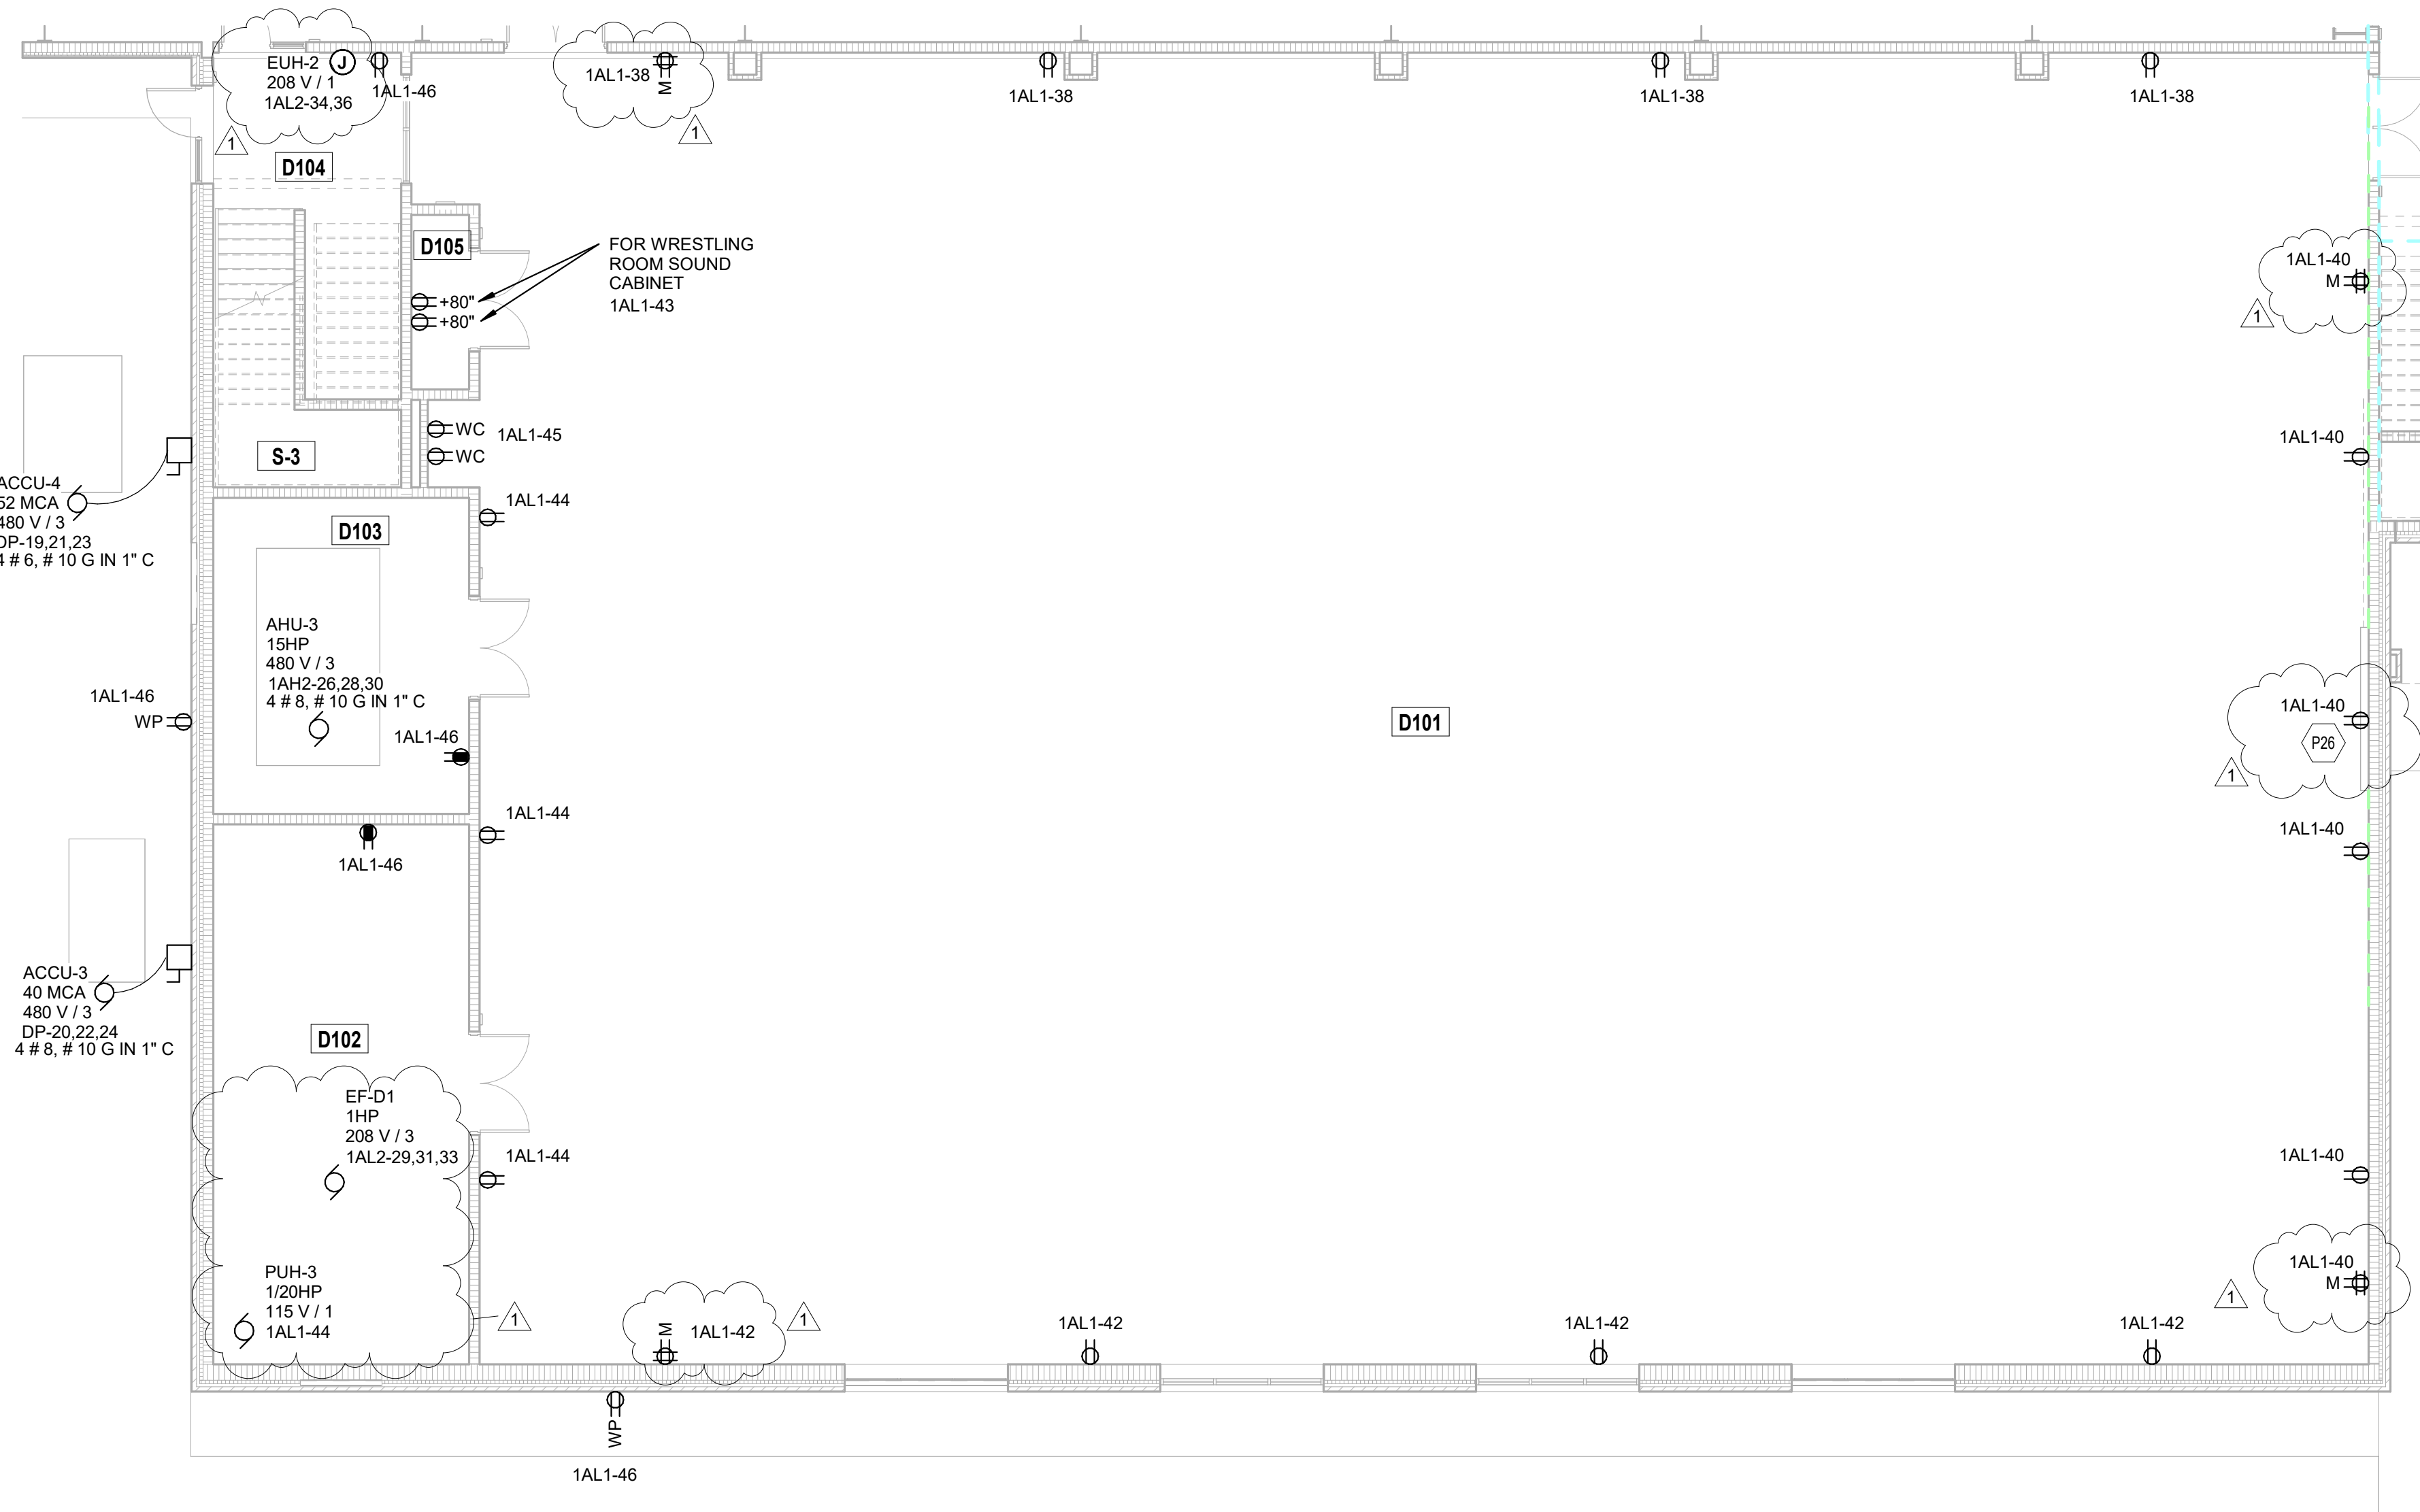 EUH-2
208 V / 1
1AL2-34,36
J
1AL1-46
1
D104
1AL1-38
M
1
1AL1-38
1AL1-38
1AL1-38
D105
FOR WRESTLING
ROOM SOUND
CABINET
1AL1-43
+80"
+80"
1AL1-40
M
1
WC
WC
1AL1-45
1AL1-40
S-3
ACCU-4
52 MCA
480 V / 3
DP-19,21,23
4 # 6, # 10 G IN 1" C
1AL1-44
D103
AHU-3
15HP
480 V / 3
1AH2-26,28,30
4 # 8, # 10 G IN 1" C
1AL1-46
WP
1AL1-46
D101
1AL1-40
P26
1
1AL1-44
1AL1-46
1AL1-40
ACCU-3
40 MCA
480 V / 3
DP-20,22,24
4 # 8, # 10 G IN 1" C
D102
EF-D1
1HP
208 V / 3
1AL2-29,31,33
1AL1-44
1AL1-40
PUH-3
1/20HP
115 V / 1
1AL1-44
1
M
1AL1-42
1
1AL1-42
1AL1-42
1AL1-42
1AL1-40
M
1
WP
1AL1-46